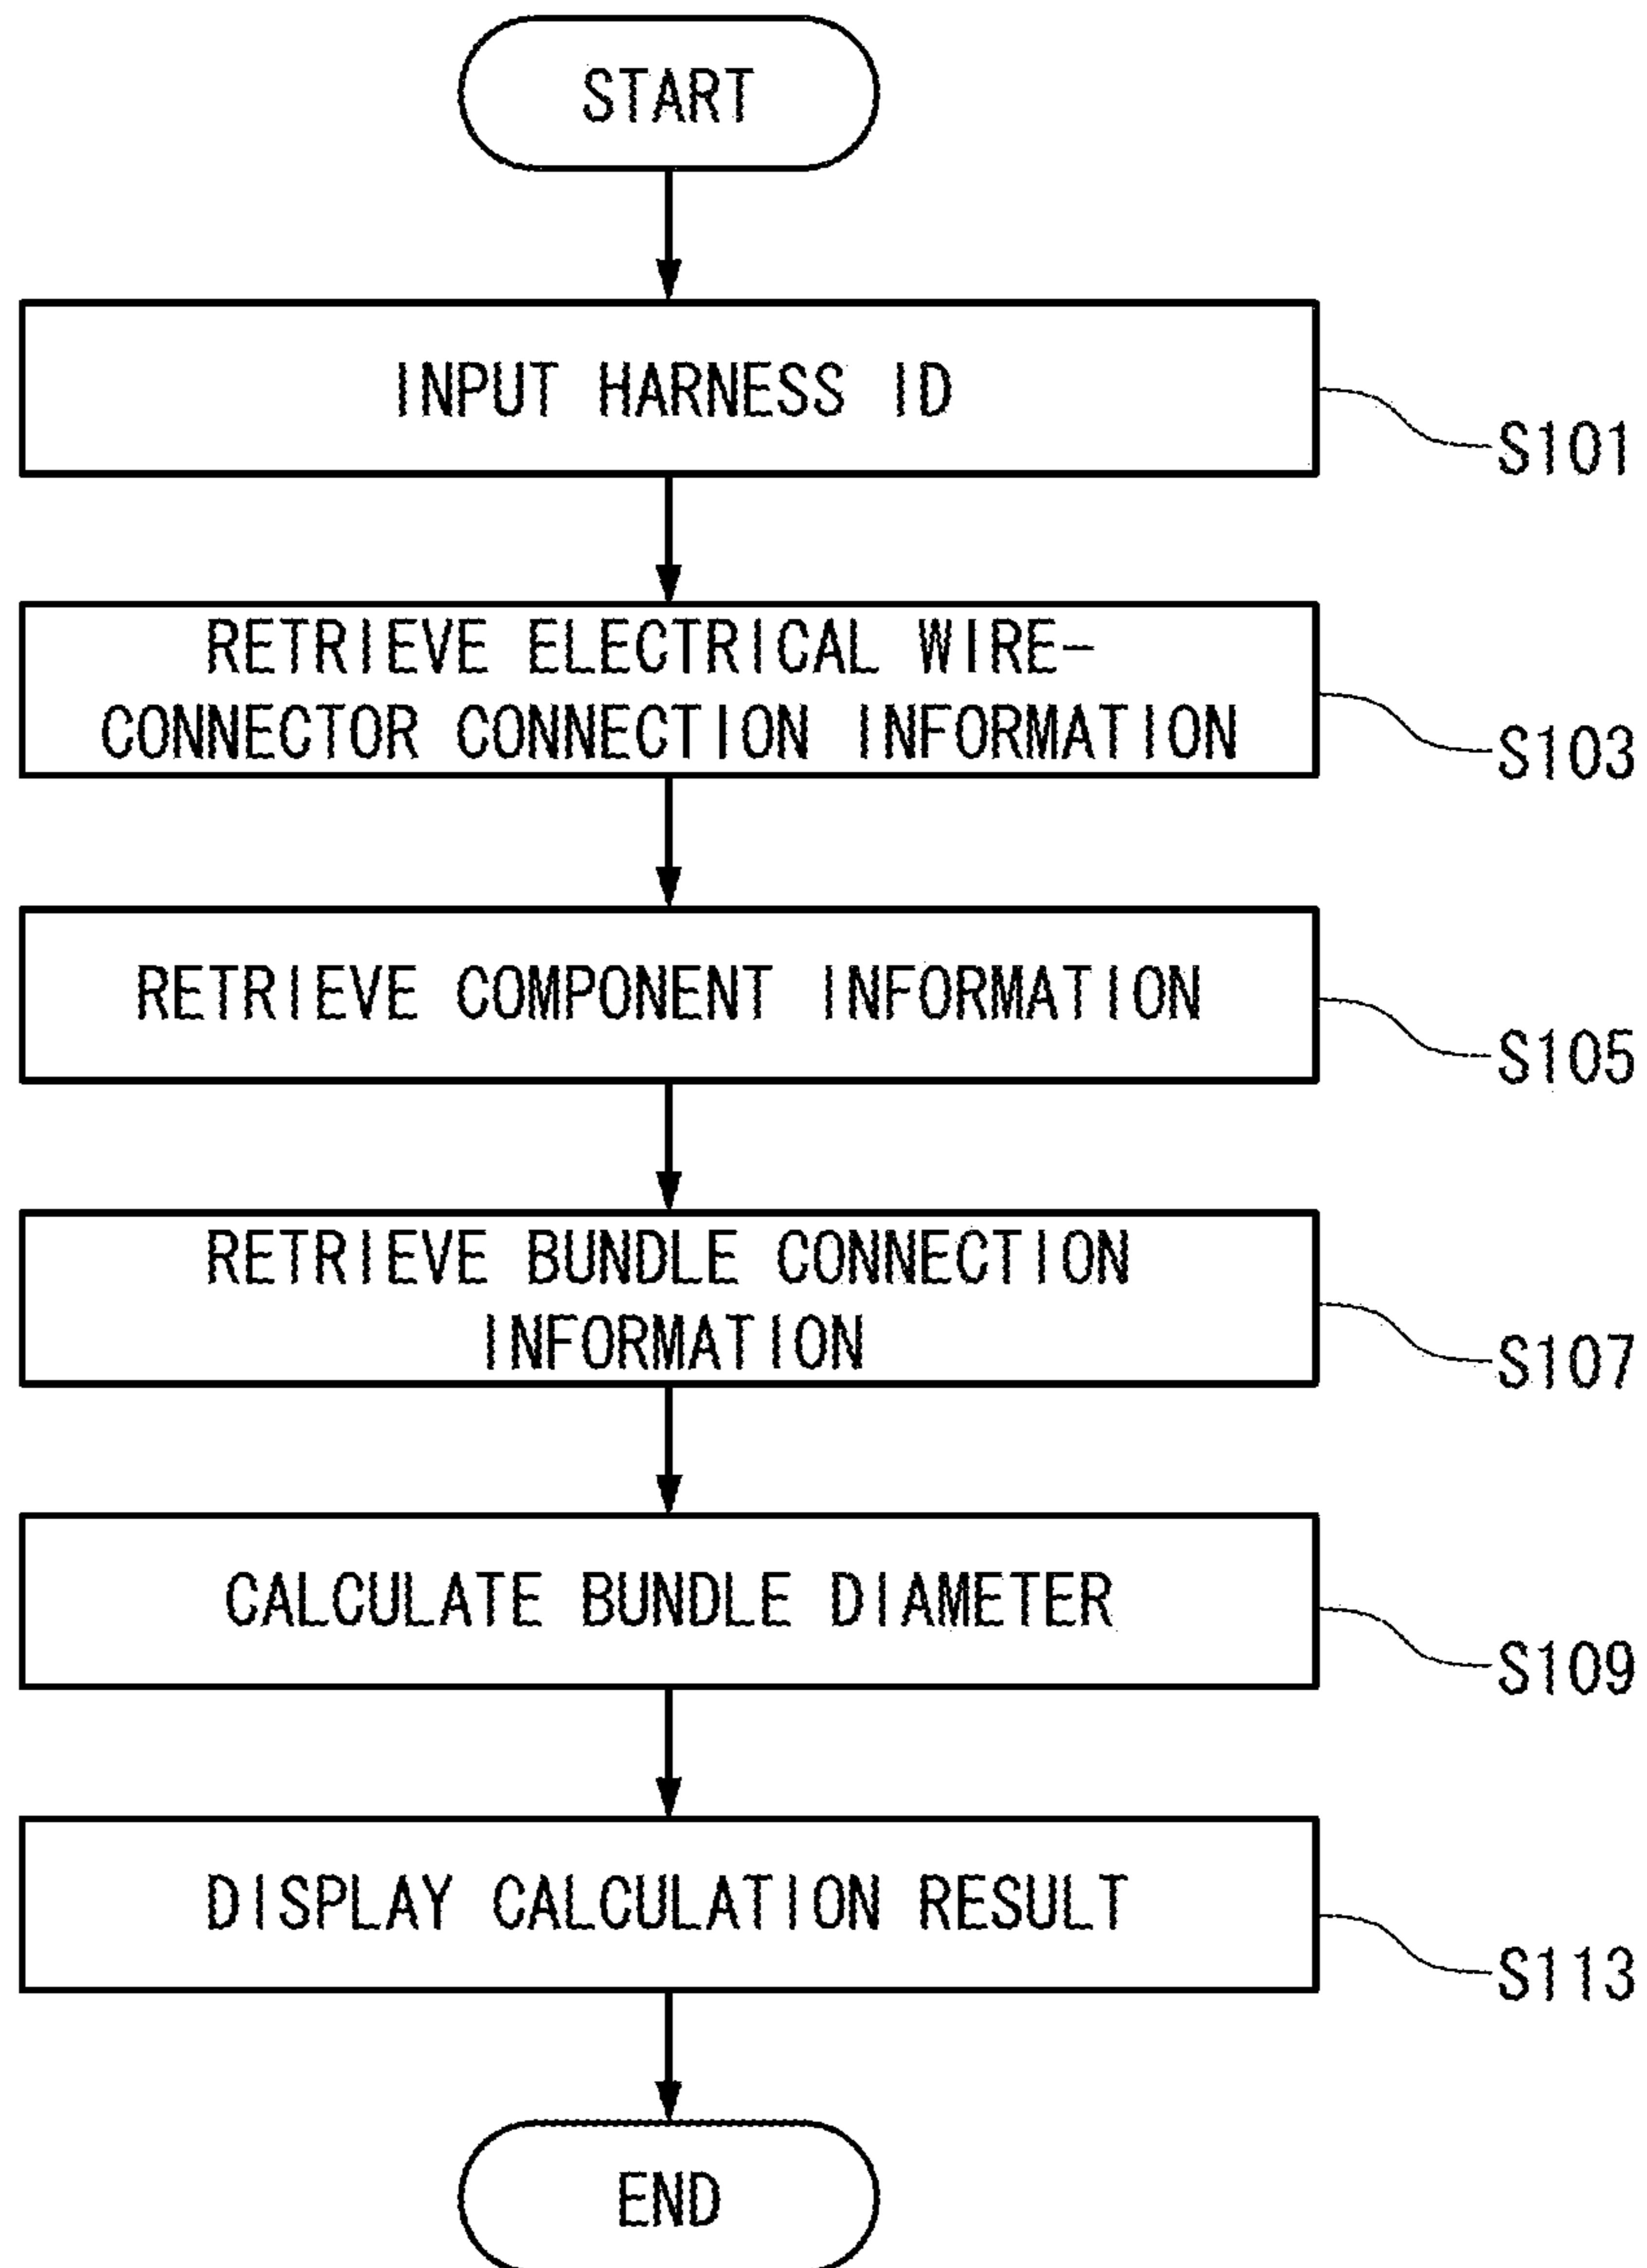 START
INPUT HARNESS ID
S101
RETRIEVE ELECTRICAL WIRE-
CONNECTOR CONNECTION INFORMATION
S103
RETRIEVE COMPONENT INFORMATION
S105
RETRIEVE BUNDLE CONNECTION
INFORMATION
S107
CALCULATE BUNDLE DIAMETER
S109
DISPLAY CALCULATION RESULT
S113
END